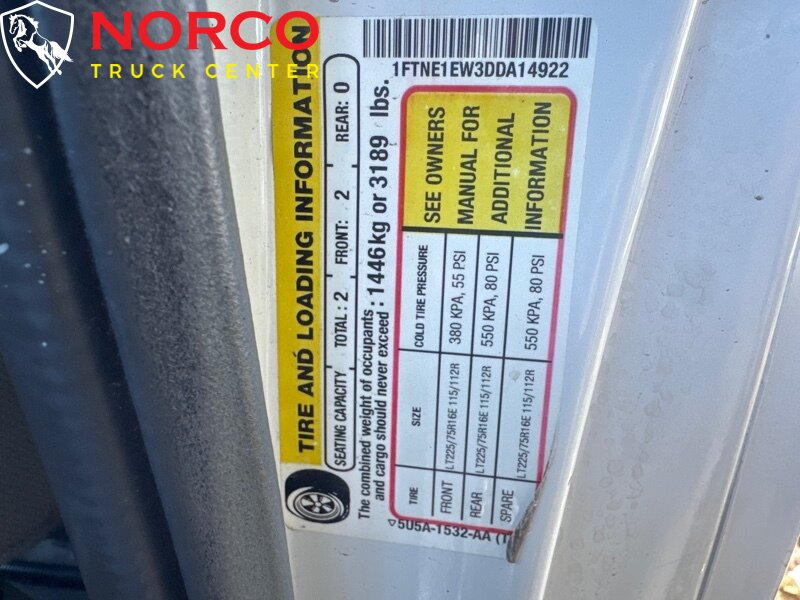 NORCO
TRUCK CENTER
TIRE AND LOADING INFORMATION
SEATING CAPACITY TOTAL: 2 FRONT: 2 REAR: 0
The combined weight of occupants
and cargo should never exceed : 1446kg or 3189 lbs.
TIRE SIZE COLD TIRE PRESSURE
FRONT LT225/75R16E 115/112R 380 KPA, 55 PSI
REAR LT225/75R16E 115/112R 550 KPA, 80 PSI
SPARE LT225/75R16E 115/112R 550 KPA, 80 PSI
SEE OWNERS
MANUAL FOR
ADDITIONAL
INFORMATION
5U5A-1532-AA
1FTNE1EW3DDA14922